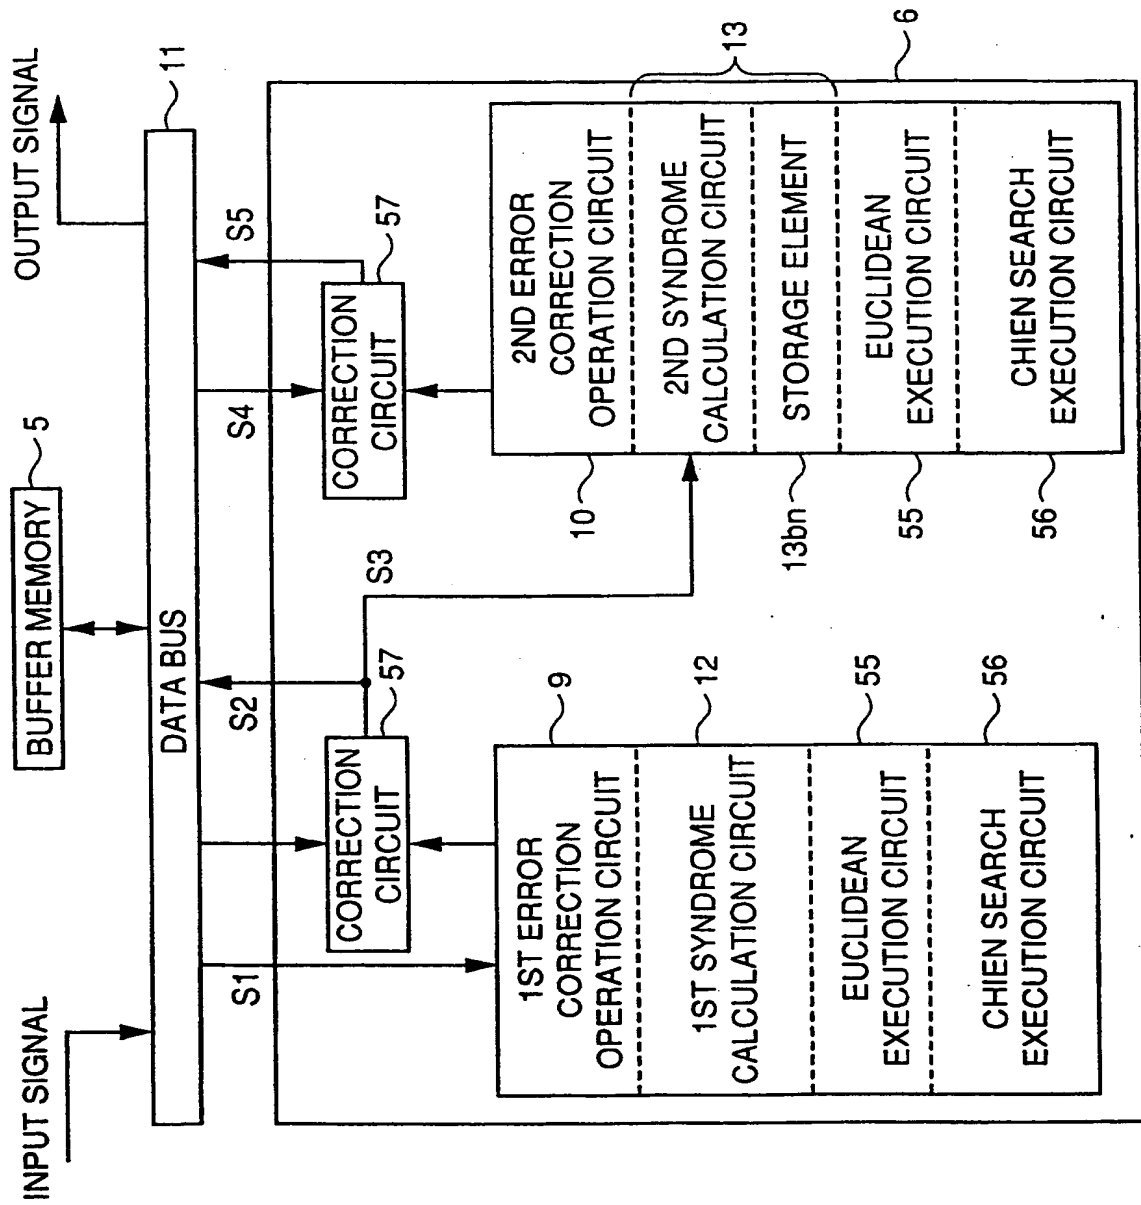 INPUT SIGNAL
BUFFER MEMORY
5
OUTPUT SIGNAL
DATA BUS
11
S1
S2
S3
S4
S5
CORRECTION
CIRCUIT
57
CORRECTION
CIRCUIT
57
6
1ST ERROR
CORRECTION
OPERATION CIRCUIT
9
1ST SYNDROME
CALCULATION CIRCUIT
12
EUCLIDEAN
EXECUTION CIRCUIT
55
CHIEN SEARCH
EXECUTION CIRCUIT
56
10
2ND ERROR
CORRECTION
OPERATION CIRCUIT
2ND SYNDROME
CALCULATION CIRCUIT
13
13bn
STORAGE ELEMENT
55
EUCLIDEAN
EXECUTION CIRCUIT
56
CHIEN SEARCH
EXECUTION CIRCUIT